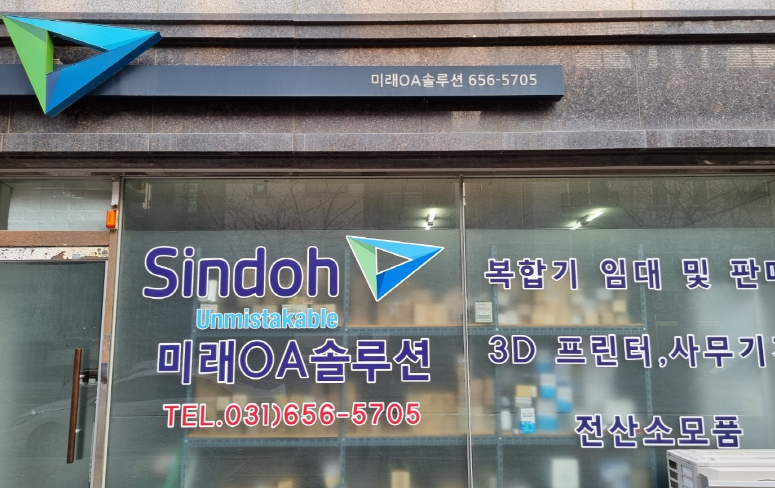 미래OA솔루션 656-5705
Sindoh
Unmistakable
미래OA솔루션
TEL.031)656-5705
복합기 임대 및
3D 프린터,사무기
전산소모품